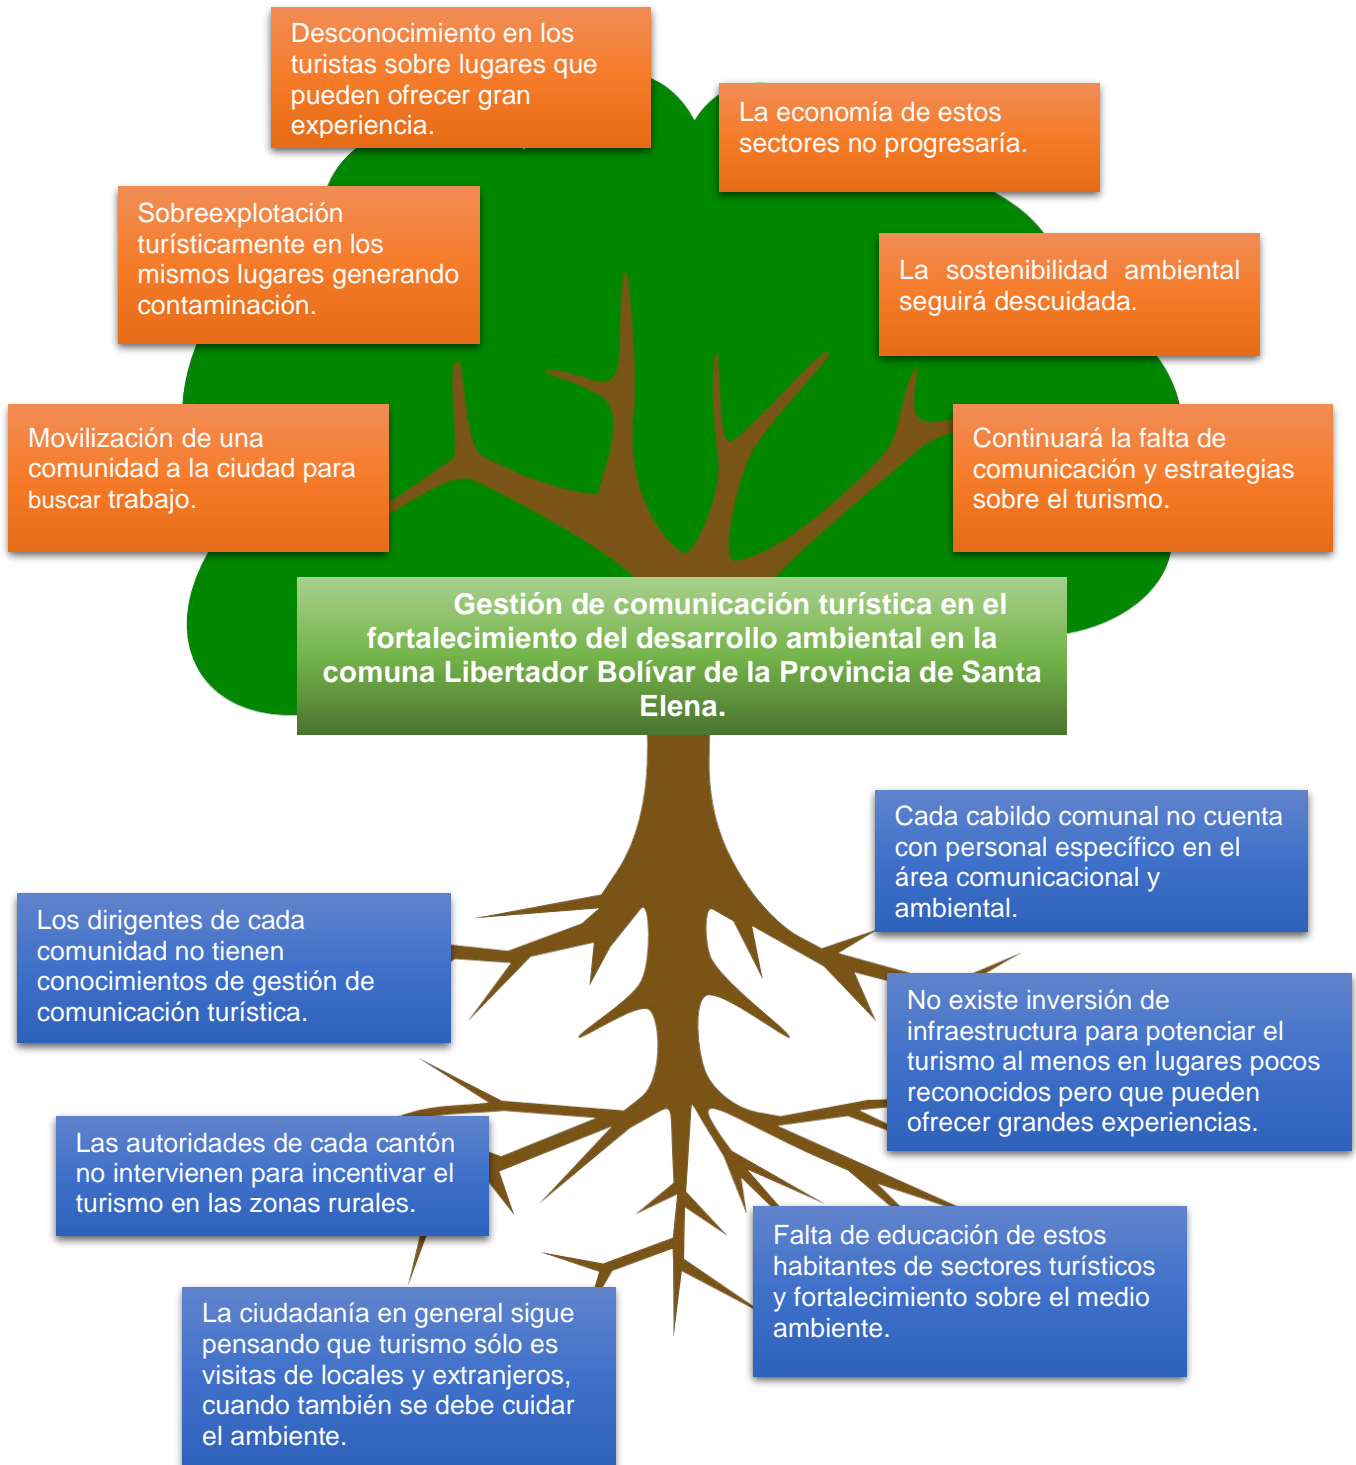 Desconocimiento en los
turistas sobre lugares que
pueden ofrecer gran
experiencia.
La economía de estos
sectores no progresaría.
Sobreexplotación
turísticamente en los
mismos lugares generando
contaminación.
La sostenibilidad ambiental
seguirá descuidada.
Movilización de una
comunidad a la ciudad para
buscar trabajo.
Continuará la falta de
comunicación y estrategias
sobre el turismo.
Gestión de comunicación turística en el
fortalecimiento del desarrollo ambiental en la
comuna Libertador Bolívar de la Provincia de Santa
Elena.
Cada cabildo comunal no cuenta
con personal específico en el
área comunicacional y
ambiental.
Los dirigentes de cada
comunidad no tienen
conocimientos de gestión de
comunicación turística.
No existe inversión de
infraestructura para potenciar el
turismo al menos en lugares pocos
reconocidos pero que pueden
ofrecer grandes experiencias.
Las autoridades de cada cantón
no intervienen para incentivar el
turismo en las zonas rurales.
Falta de educación de estos
habitantes de sectores turísticos
y fortalecimiento sobre el medio
ambiente.
La ciudadanía en general sigue
pensando que turismo sólo es
visitas de locales y extranjeros,
cuando también se debe cuidar
el ambiente.